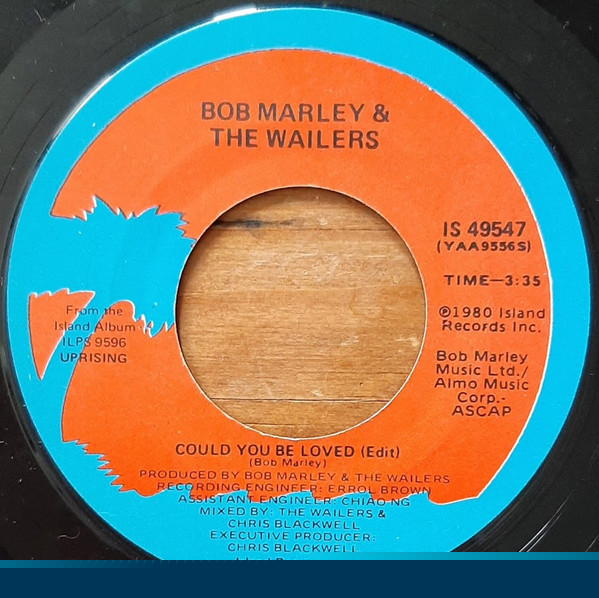 BOB MARLEY &
THE WAILERS
IS 49547
(YAA9556S)
TIME—3:35
℗1980 Island
Records Inc.
Bob Marley
Music Ltd./
Almo Music
Corp.-
ASCAP
From the
Island Album
ILPS 9596
UPRISING
COULD YOU BE LOVED (Edit)
(Bob Marley)
PRODUCED BY BOB MARLEY & THE WAILERS
RECORDING ENGINEER: ERROL BROWN
ASSISTANT ENGINEER: CHIAO NG
MIXED BY: THE WAILERS &
CHRIS BLACKWELL
EXECUTIVE PRODUCER:
CHRIS BLACKWELL